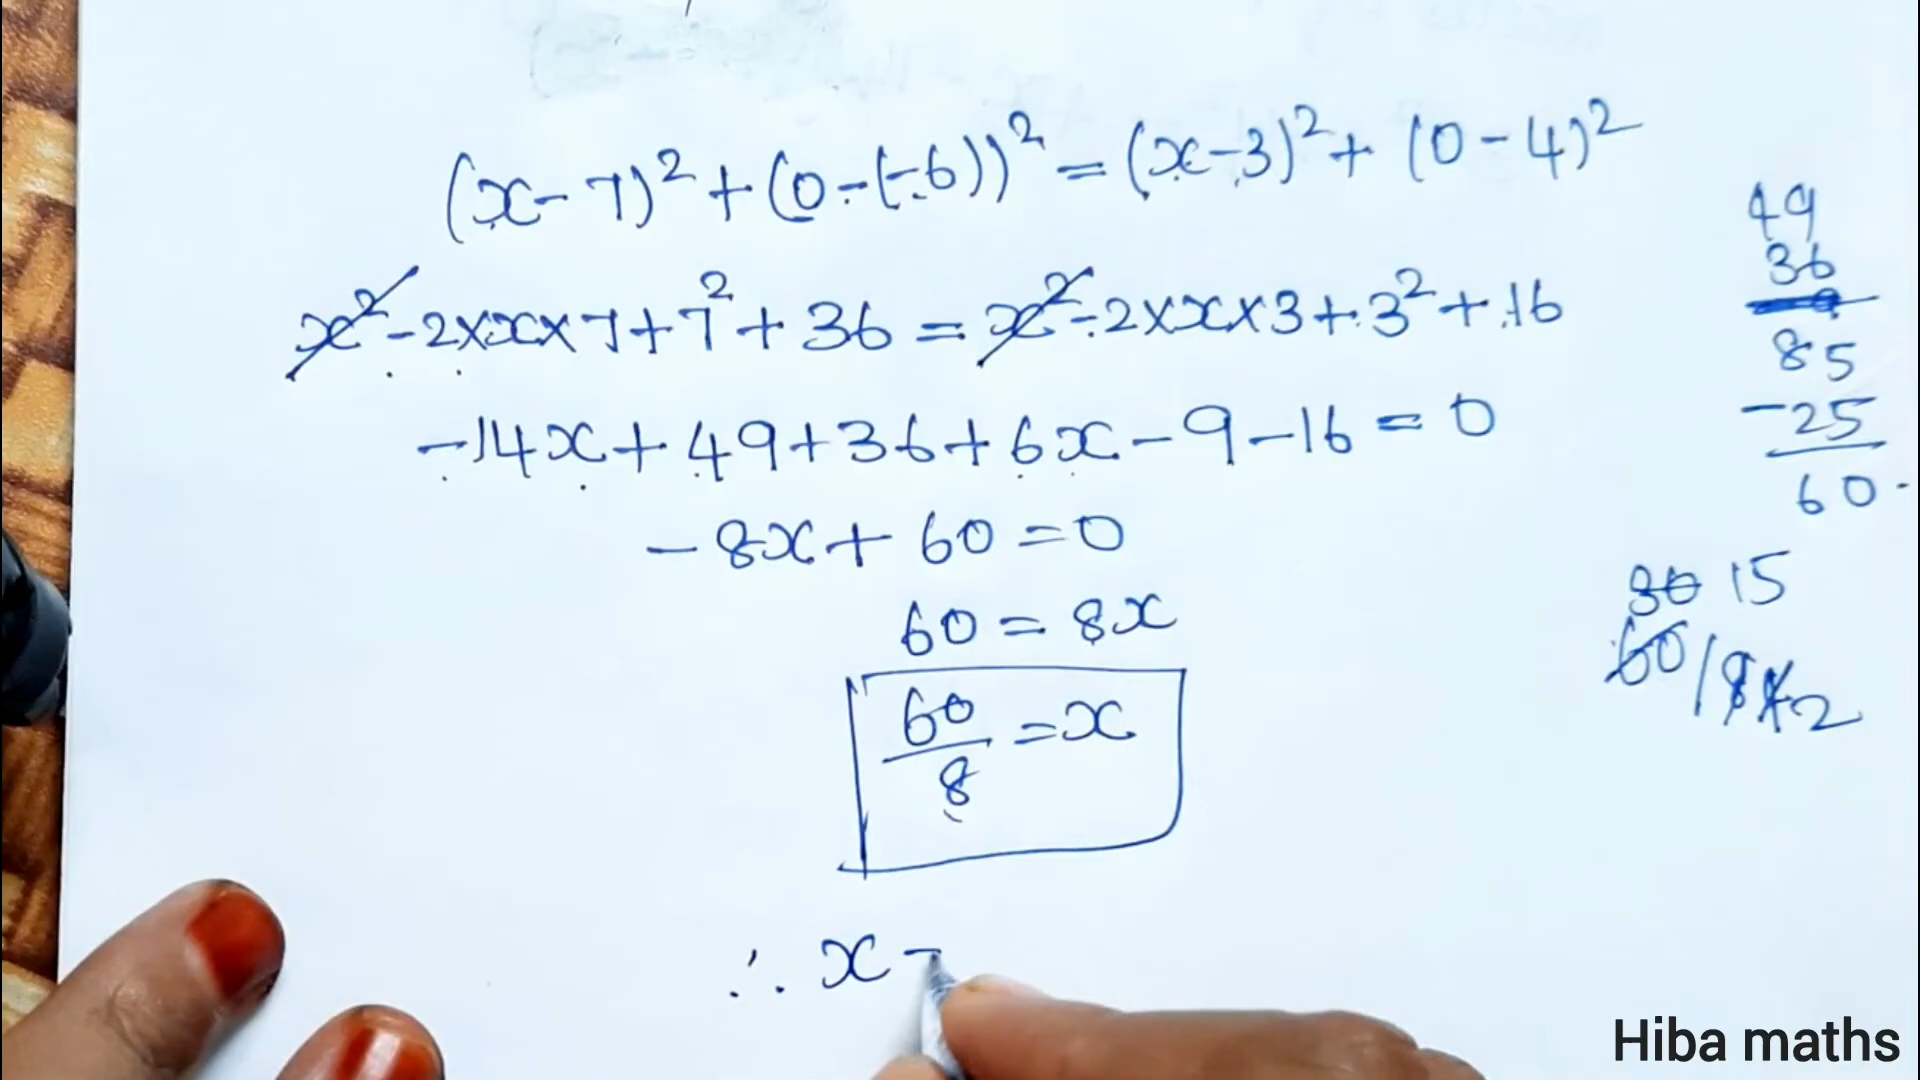 (x-7)²+(0-(-6))²=(x-3)²+(0-4)²
x²-2×x×7+7²+36=x²-2×x×3+3²+16
-14x+49+36+6x-9-16=0
-8x+60=0
60=8x
60/8=x
∴x
49
36
85
-25
60
30 15
60/8 4 2
Hiba maths